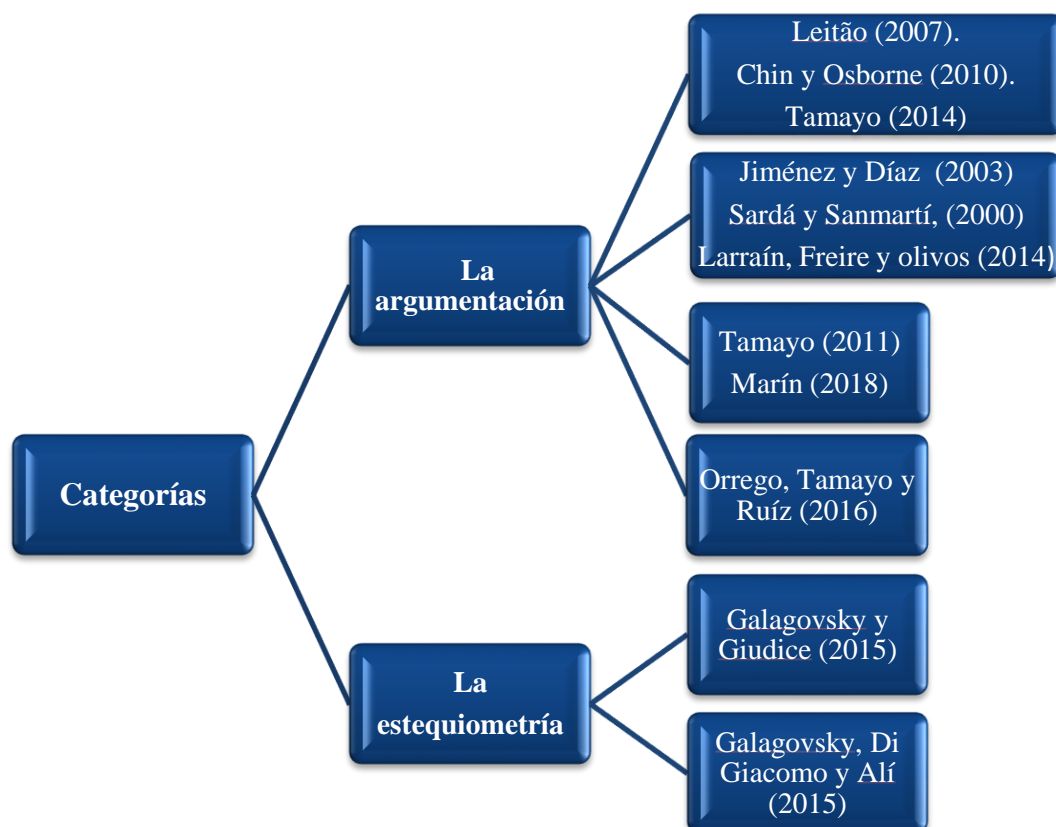 Categorías
La
argumentación
Leitão (2007).
Chin y Osborne (2010).
Tamayo (2014)
Jiménez y Díaz  (2003)
Sardá y Sanmartí, (2000)
Larraín, Freire y olivos (2014)
Tamayo (2011)
Marín (2018)
Orrego, Tamayo y
Ruíz (2016)
La
estequiometría
Galagovsky y
Giudice (2015)
Galagovsky, Di
Giacomo y Alí
(2015)